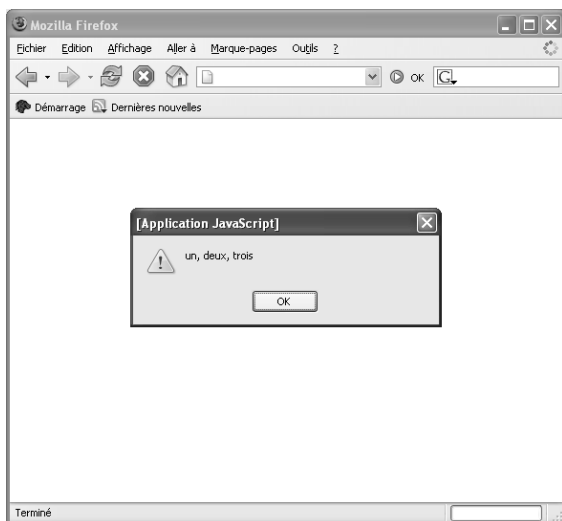 Mozilla Firefox
Fichier Edition Affichage Aller à Marque-pages Outils ?
OK G
Démarrage Dernières nouvelles
[Application JavaScript]
un, deux, trois
OK
Terminé